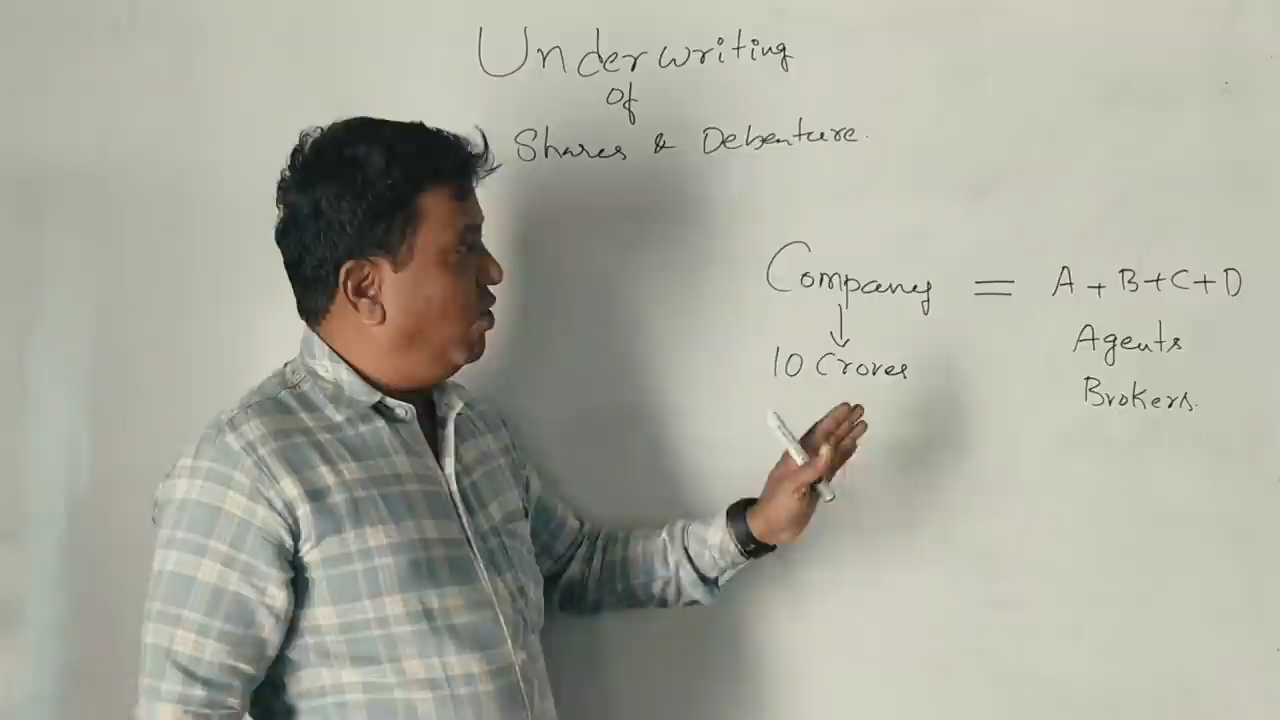 Underwriting
of
Shares & Debenture.
Company = A + B + C + D
↓
10 Crores
Agents
Brokers.